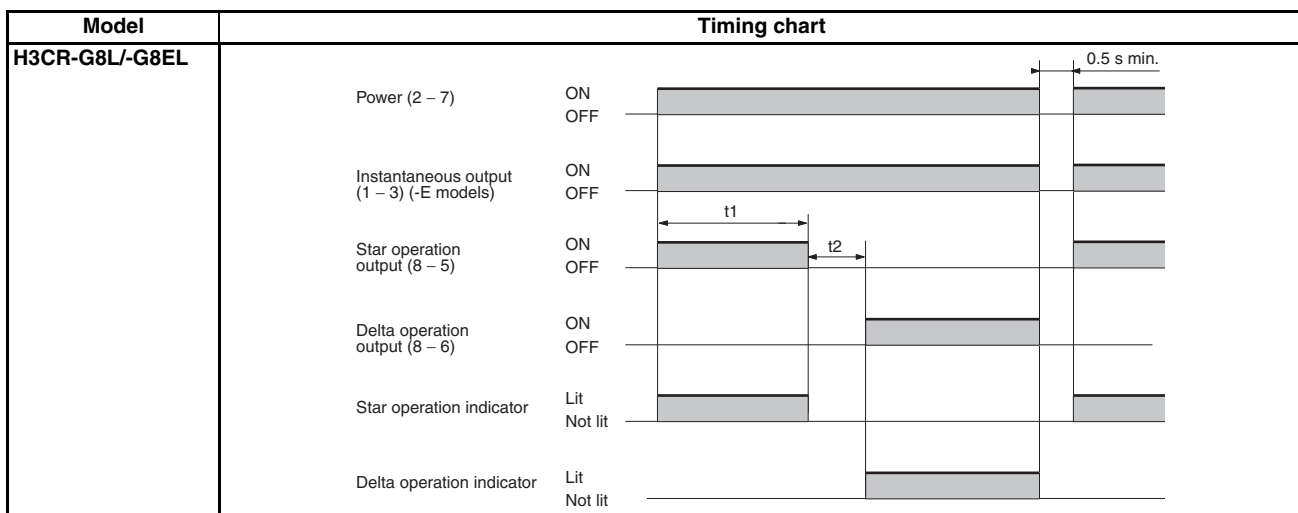 Model
Timing chart
H3CR-G8L/-G8EL
0.5 s min.
Power (2 – 7)
ON
OFF
Instantaneous output
(1 – 3) (-E models)
ON
OFF
t1
Star operation
output (8 – 5)
ON
OFF
t2
Delta operation
output (8 – 6)
ON
OFF
Star operation indicator
Lit
Not lit
Delta operation indicator
Lit
Not lit